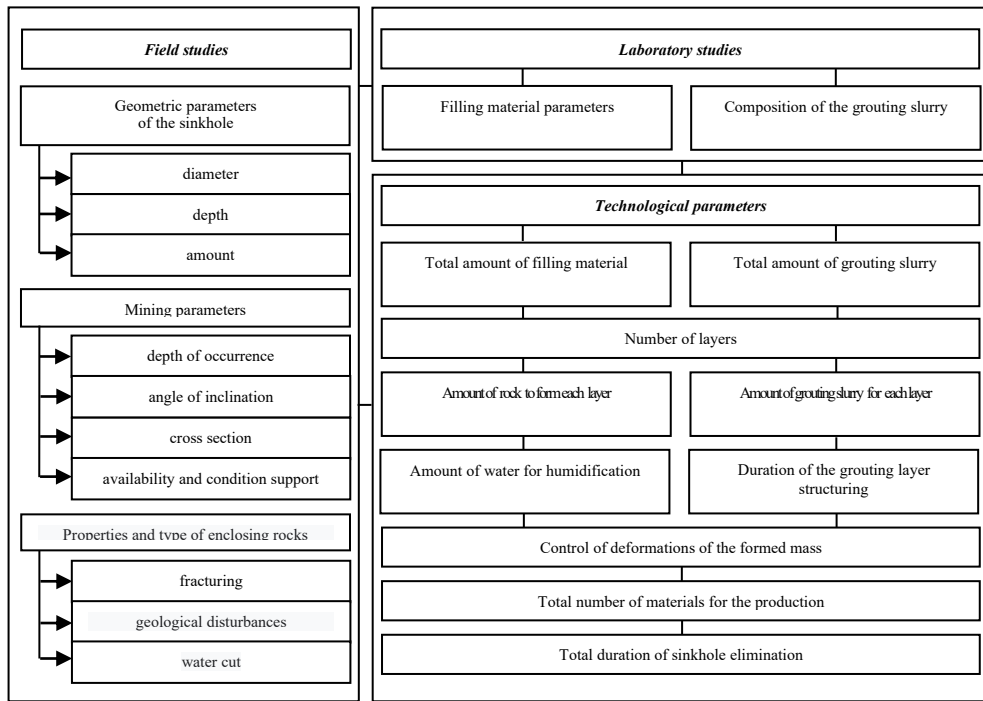 Field studies
Geometric parameters
of the sinkhole
diameter
depth
amount
Mining parameters
depth of occurrence
angle of inclination
cross section
availability and condition support
Properties and type of enclosing rocks
fracturing
geological disturbances
water cut
Laboratory studies
Filling material parameters
Composition of the grouting slurry
Technological parameters
Total amount of filling material
Total amount of grouting slurry
Number of layers
Amount of rock to form each layer
Amount of grouting slurry for each layer
Amount of water for humidification
Duration of the grouting layer
structuring
Control of deformations of the formed mass
Total number of materials for the production
Total duration of sinkhole elimination